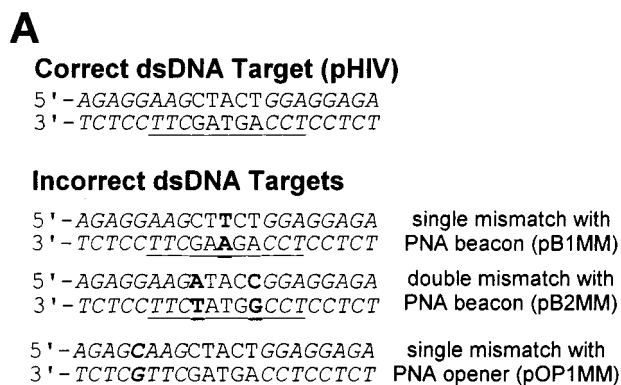 A
Correct dsDNA Target (pHIV)
5'-AGAGGAAGCTACTGGAGGAGA
3'-TCTCCTTCGATGACCTCCTCT
Incorrect dsDNA Targets
5'-AGAGGAAGCTTCTGGAGGAGA single mismatch with
3'-TCTCCTTCGAAGACCTCCTCT PNA beacon (pB1MM)
5'-AGAGGAAGATACCGGAGGAGA double mismatch with
3'-TCTCCTTCTATGGCCTCCTCT PNA beacon (pB2MM)
5'-AGAGCAAGCTACTGGAGGAGA single mismatch with
3'-TCTCGTTCGATGACCTCCTCT PNA opener (pOP1MM)